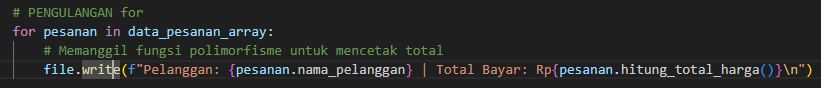 # PENGULANGAN for
for pesanan in data_pesanan_array:
    # Memanggil fungsi polimorfisme untuk mencetak total
    file.write(f"Pelanggan: {pesanan.nama_pelanggan} | Total Bayar: Rp{pesanan.hitung_total_harga()}\n")